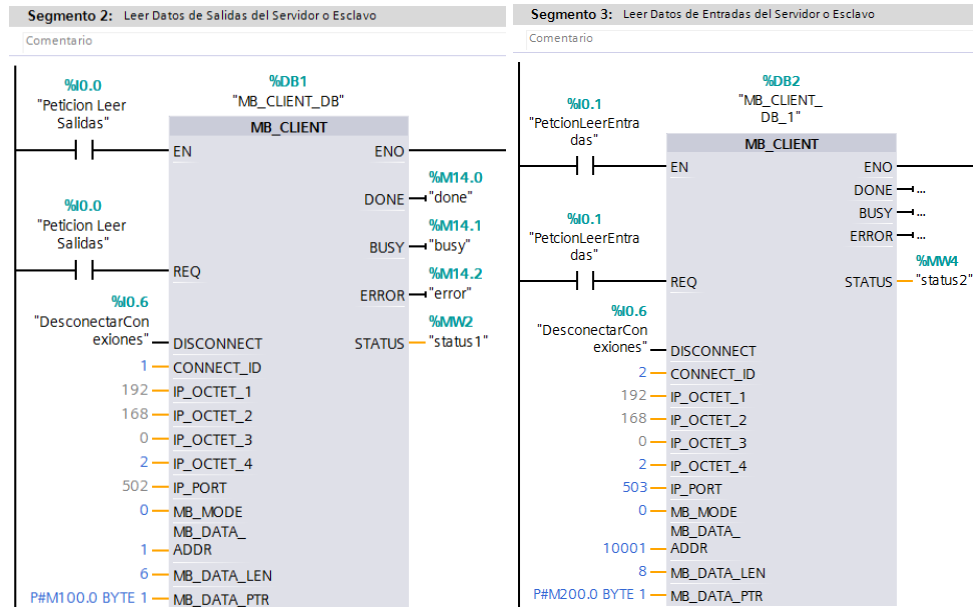 Segmento 2: Leer Datos de Salidas del Servidor o Esclavo
Comentario
%DB1
"MB_CLIENT_DB"
MB_CLIENT
%I0.0
"Peticion Leer
Salidas"
EN
ENO
%M14.0
DONE
"done"
%I0.0
"Peticion Leer
Salidas"
%M14.1
BUSY
"busy"
REQ
%M14.2
ERROR
"error"
%I0.6
"DesconectarCon
exiones"
DISCONNECT
%MW2
STATUS
"status1"
1 CONNECT_ID
192 IP_OCTET_1
168 IP_OCTET_2
0 IP_OCTET_3
2 IP_OCTET_4
502 IP_PORT
0 MB_MODE
MB_DATA_
1 ADDR
6 MB_DATA_LEN
P#M100.0 BYTE 1 MB_DATA_PTR
Segmento 3: Leer Datos de Entradas del Servidor o Esclavo
Comentario
%DB2
"MB_CLIENT_
DB_1"
MB_CLIENT
%I0.1
"PetcionLeerEntra
das"
EN
ENO
DONE ...
BUSY ...
ERROR ...
%I0.1
"PetcionLeerEntra
das"
REQ
%MW4
STATUS
"status2"
%I0.6
"DesconectarCon
exiones"
DISCONNECT
2 CONNECT_ID
192 IP_OCTET_1
168 IP_OCTET_2
0 IP_OCTET_3
2 IP_OCTET_4
503 IP_PORT
0 MB_MODE
MB_DATA_
10001 ADDR
8 MB_DATA_LEN
P#M200.0 BYTE 1 MB_DATA_PTR